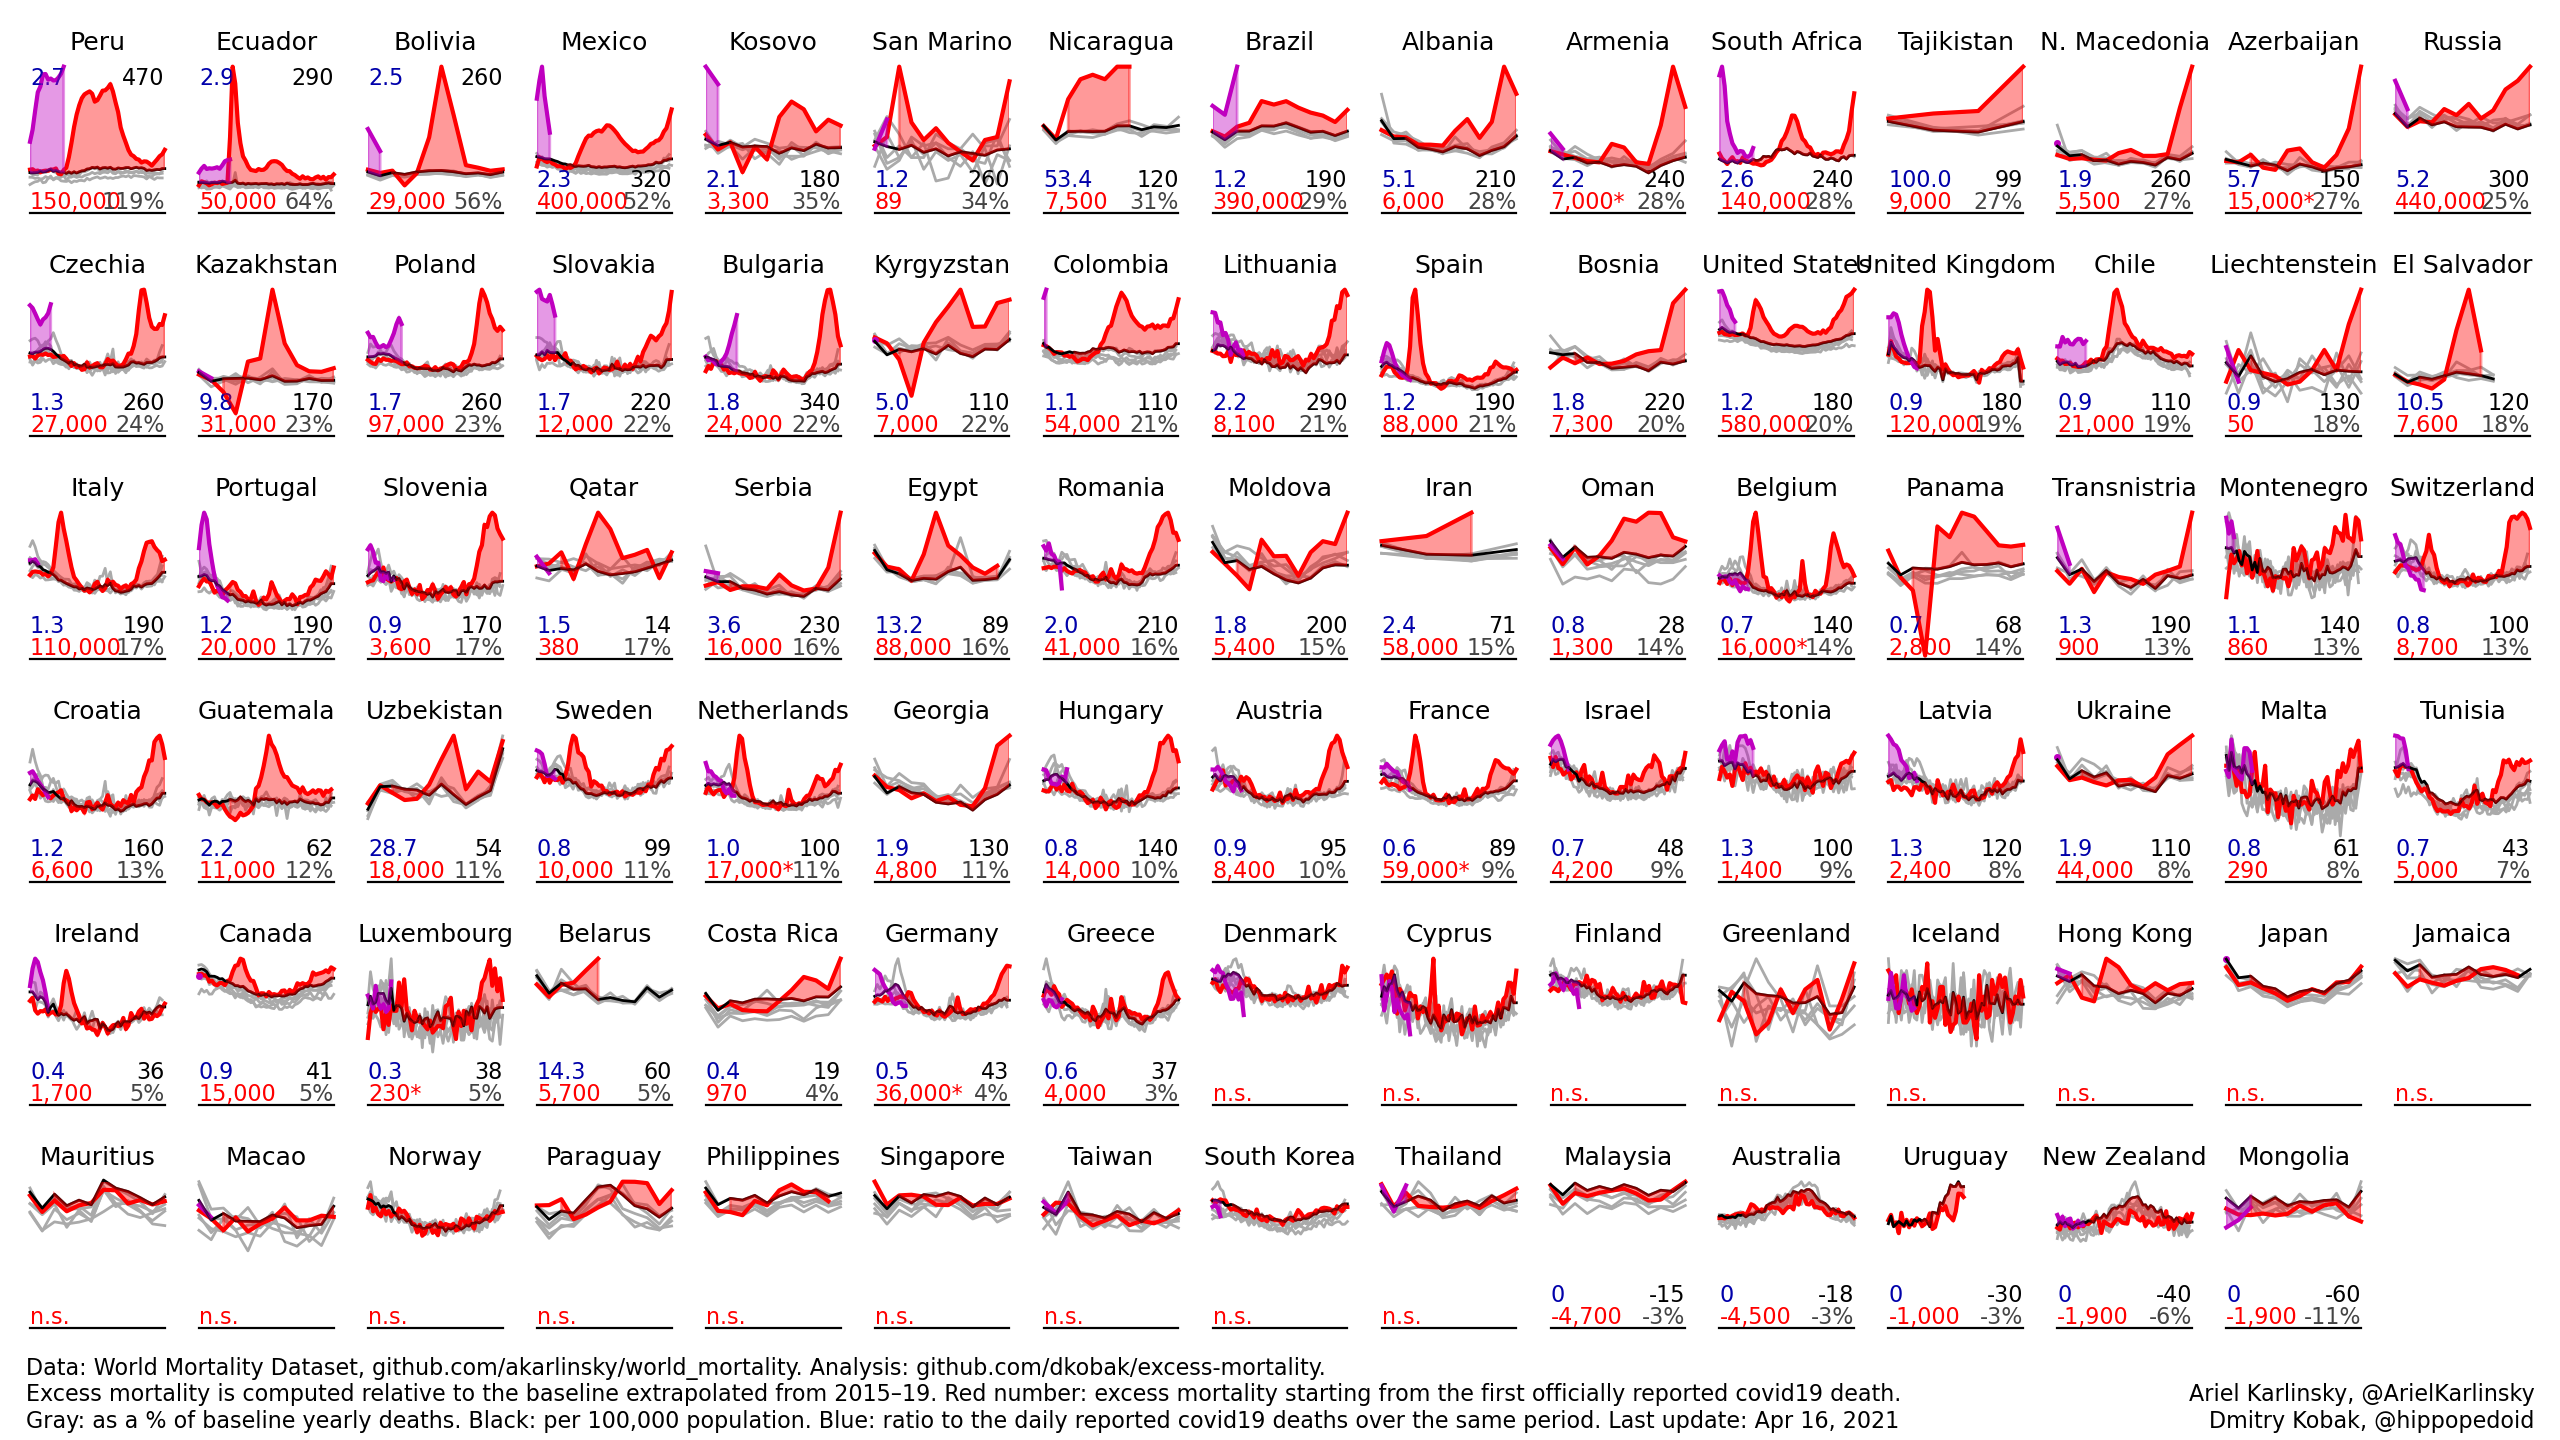 Peru Ecuador Bolivia Mexico Kosovo San Marino Nicaragua Brazil Albania Armenia South Africa Tajikistan N. Macedonia Azerbaijan Russia
2.7 470 2.9 290 2.5 260
2.3 320 2.1 180 1.2 260 53.4 120 1.2 190 5.1 210 2.2 240 2.6 240 100.0 99 1.9 260 5.7 150 5.2 300
150,000 119% 50,000 64% 29,000 56% 400,000 52% 3,300 35% 89 34% 7,500 31% 390,000 29% 6,000 28% 7,000* 28% 140,000 28% 9,000 27% 5,500 27% 15,000* 27% 440,000 25%
Czechia Kazakhstan Poland Slovakia Bulgaria Kyrgyzstan Colombia Lithuania Spain Bosnia United States United Kingdom Chile Liechtenstein El Salvador
1.3 260 9.8 170 1.7 260 1.7 220 1.8 340 5.0 110 1.1 110 2.2 290 1.2 190 1.8 220 1.2 180 0.9 180 0.9 110 0.9 130 10.5 120
27,000 24% 31,000 23% 97,000 23% 12,000 22% 24,000 22% 7,000 22% 54,000 21% 8,100 21% 88,000 21% 7,300 20% 580,000 20% 120,000 19% 21,000 19% 50 18% 7,600 18%
Italy Portugal Slovenia Qatar Serbia Egypt Romania Moldova Iran Oman Belgium Panama Transnistria Montenegro Switzerland
1.3 190 1.2 190 0.9 170 1.5 14 3.6 230 13.2 89 2.0 210 1.8 200 2.4 71 0.8 28 0.7 140 0.7 68 1.3 190 1.1 140 0.8 100
110,000 17% 20,000 17% 3,600 17% 380 17% 16,000 16% 88,000 16% 41,000 16% 5,400 15% 58,000 15% 1,300 14% 16,000* 14% 2,800 14% 900 13% 860 13% 8,700 13%
Croatia Guatemala Uzbekistan Sweden Netherlands Georgia Hungary Austria France Israel Estonia Latvia Ukraine Malta Tunisia
1.2 160 2.2 62 28.7 54 0.8 99 1.0 100 1.9 130 0.8 140 0.9 95 0.6 89 0.7 48 1.3 100 1.3 120 1.9 110 0.8 61 0.7 43
6,600 13% 11,000 12% 18,000 11% 10,000 11% 17,000* 11% 4,800 11% 14,000 10% 8,400 10% 59,000* 9% 4,200 9% 1,400 9% 2,400 8% 44,000 8% 290 8% 5,000 7%
Ireland Canada Luxembourg Belarus Costa Rica Germany Greece Denmark Cyprus Finland Greenland Iceland Hong Kong Japan Jamaica
0.4 36 0.9 41 0.3 38 14.3 60 0.4 19 0.5 43 0.6 37
1,700 5% 15,000 5% 230* 5% 5,700 5% 970 4% 36,000* 4% 4,000 3% n.s. n.s. n.s. n.s. n.s. n.s. n.s. n.s.
Mauritius Macao Norway Paraguay Philippines Singapore Taiwan South Korea Thailand Malaysia Australia Uruguay New Zealand Mongolia
0 -15 0 -18 0 -30 0 -40 0 -60
n.s. n.s. n.s. n.s. n.s. n.s. n.s. n.s. n.s. -4,700 -3% -4,500 -3% -1,000 -3% -1,900 -6% -1,900 -11%
Data: World Mortality Dataset, github.com/akarlinsky/world_mortality. Analysis: github.com/dkobak/excess-mortality.
Excess mortality is computed relative to the baseline extrapolated from 2015–19. Red number: excess mortality starting from the first officially reported covid19 death.
Gray: as a % of baseline yearly deaths. Black: per 100,000 population. Blue: ratio to the daily reported covid19 deaths over the same period. Last update: Apr 16, 2021
Ariel Karlinsky, @ArielKarlinsky
Dmitry Kobak, @hippopedoid